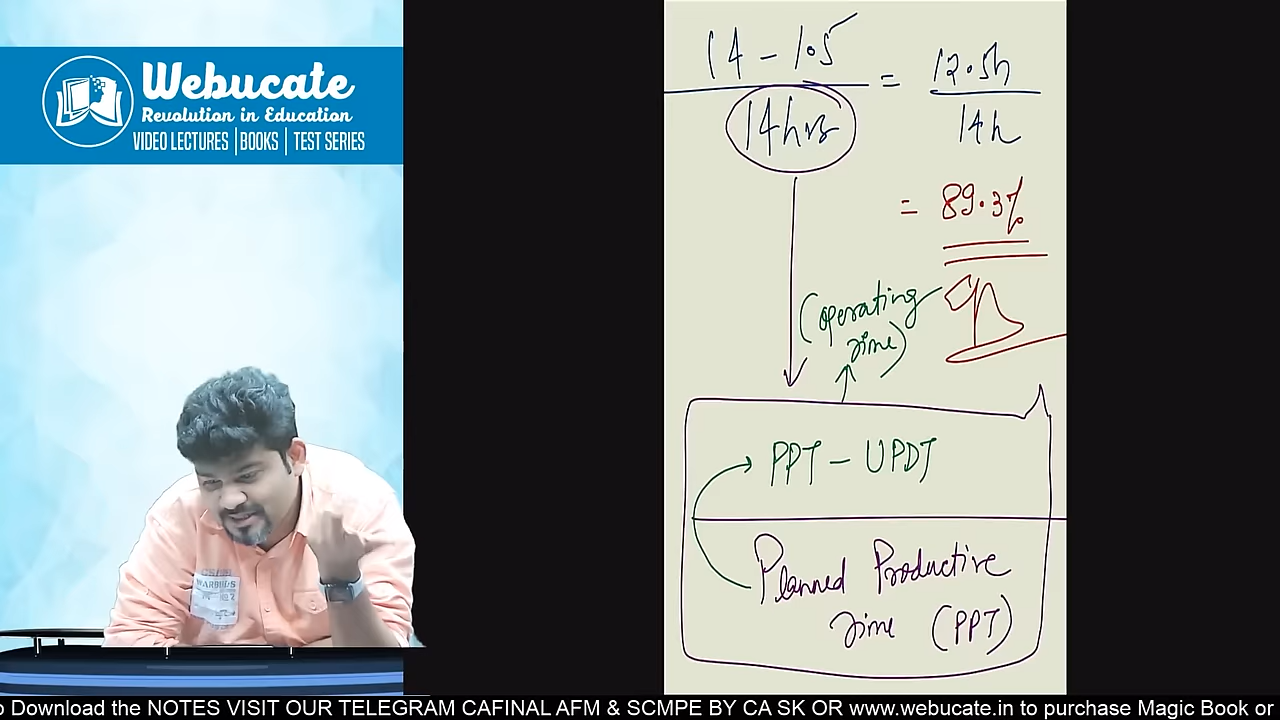 Webucate
Revolution in Education
VIDEO LECTURES | BOOKS | TEST SERIES
14 - 1.5
14hrs
=
12.5h
14h
= 89.3%
(operating
Time)
PPT - UPDT
Planned Productive
Time (PPT)
o Download the NOTES VISIT OUR TELEGRAM CAFINAL AFM & SCMPE BY CA SK OR www.webucate.in to purchase Magic Book or